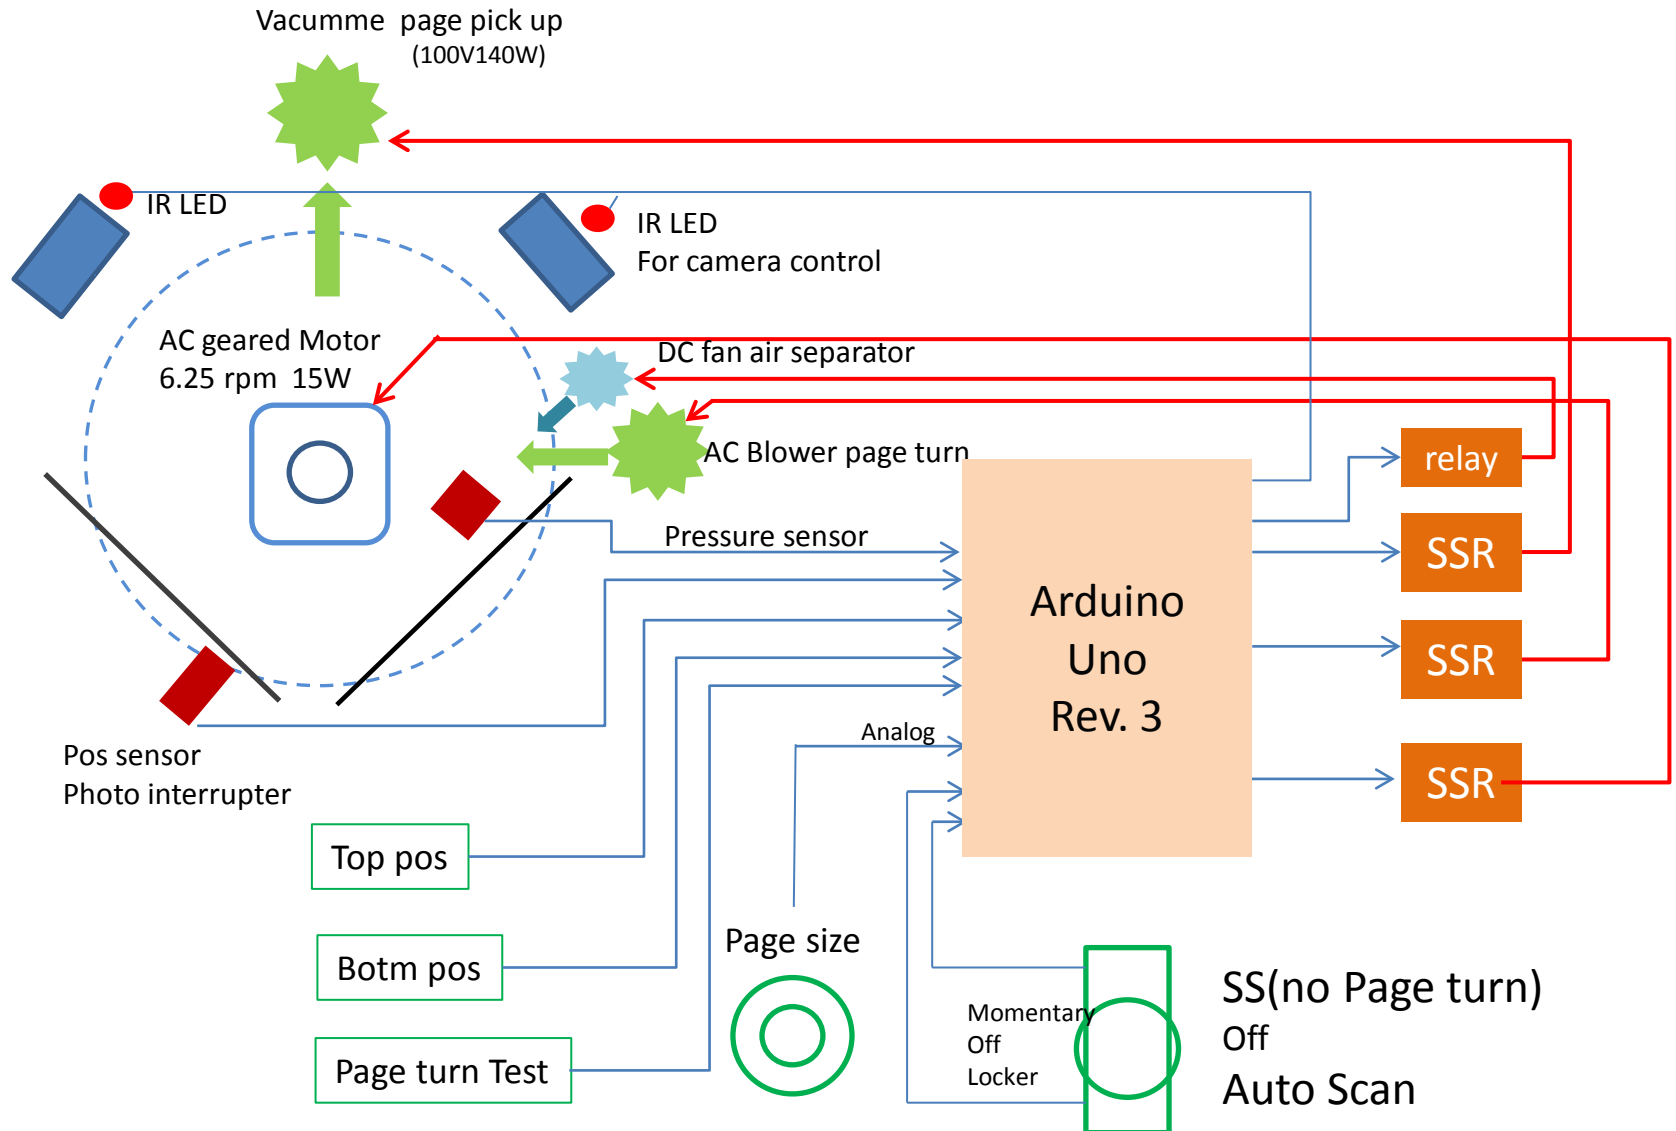 Vacumme  page pick up
(100V140W)
IR LED
IR LED
For camera control
AC geared Motor
6.25 rpm  15W
DC fan air separator
AC Blower page turn
relay
Pressure sensor
SSR
Arduino
Uno
Rev. 3
SSR
Analog
SSR
Pos sensor
Photo interrupter
Top pos
Botm pos
Page turn Test
Page size
Momentary
Off
Locker
SS(no Page turn)
Off
Auto Scan